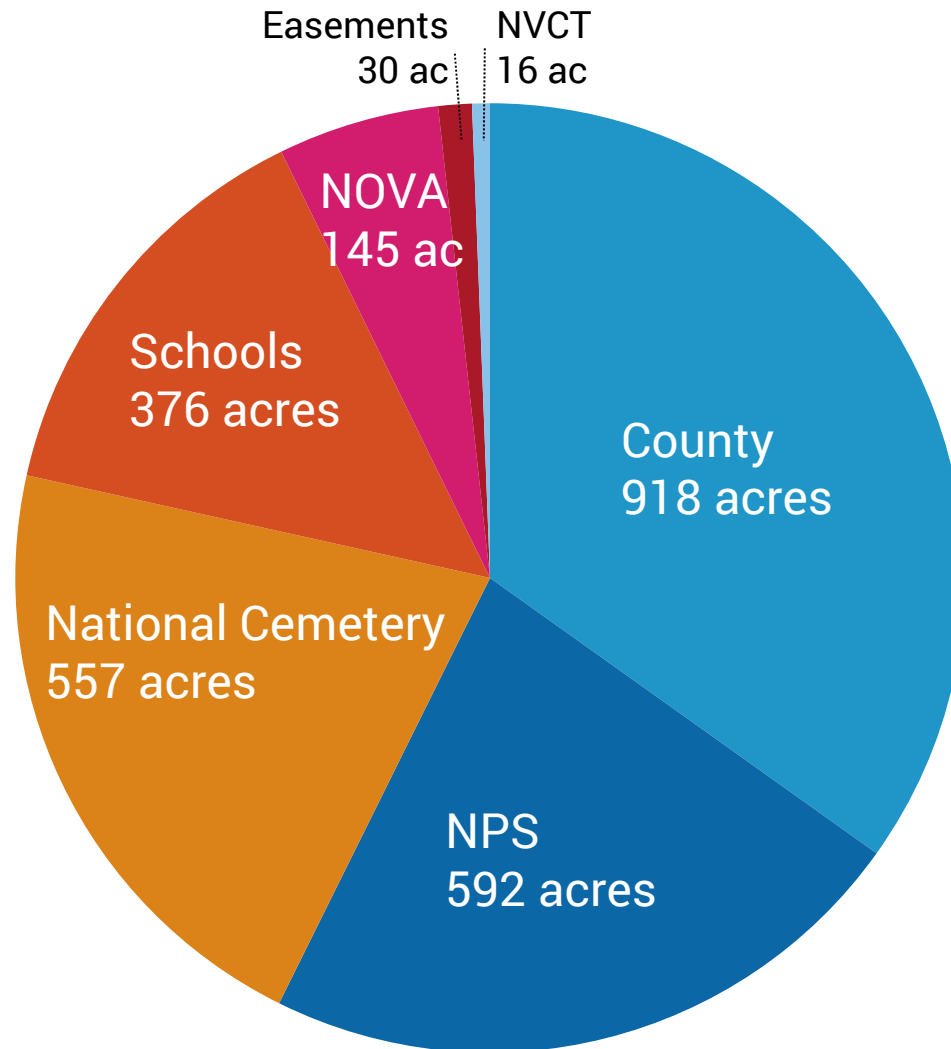 Easements
30 ac
NVCT
16 ac
NOVA
145 ac
Schools
376 acres
County
918 acres
National Cemetery
557 acres
NPS
592 acres